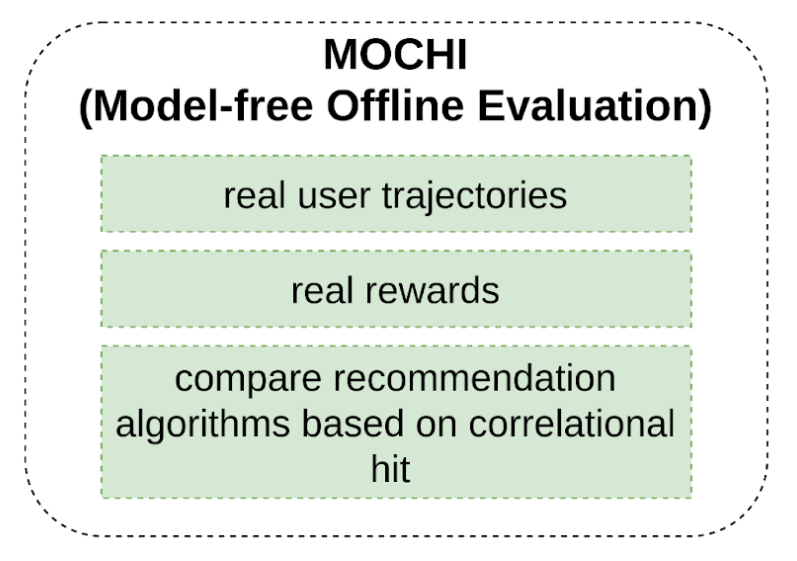 MOCHI
(Model-free Offline Evaluation)
real user trajectories
real rewards
compare recommendation
algorithms based on correlational
hit